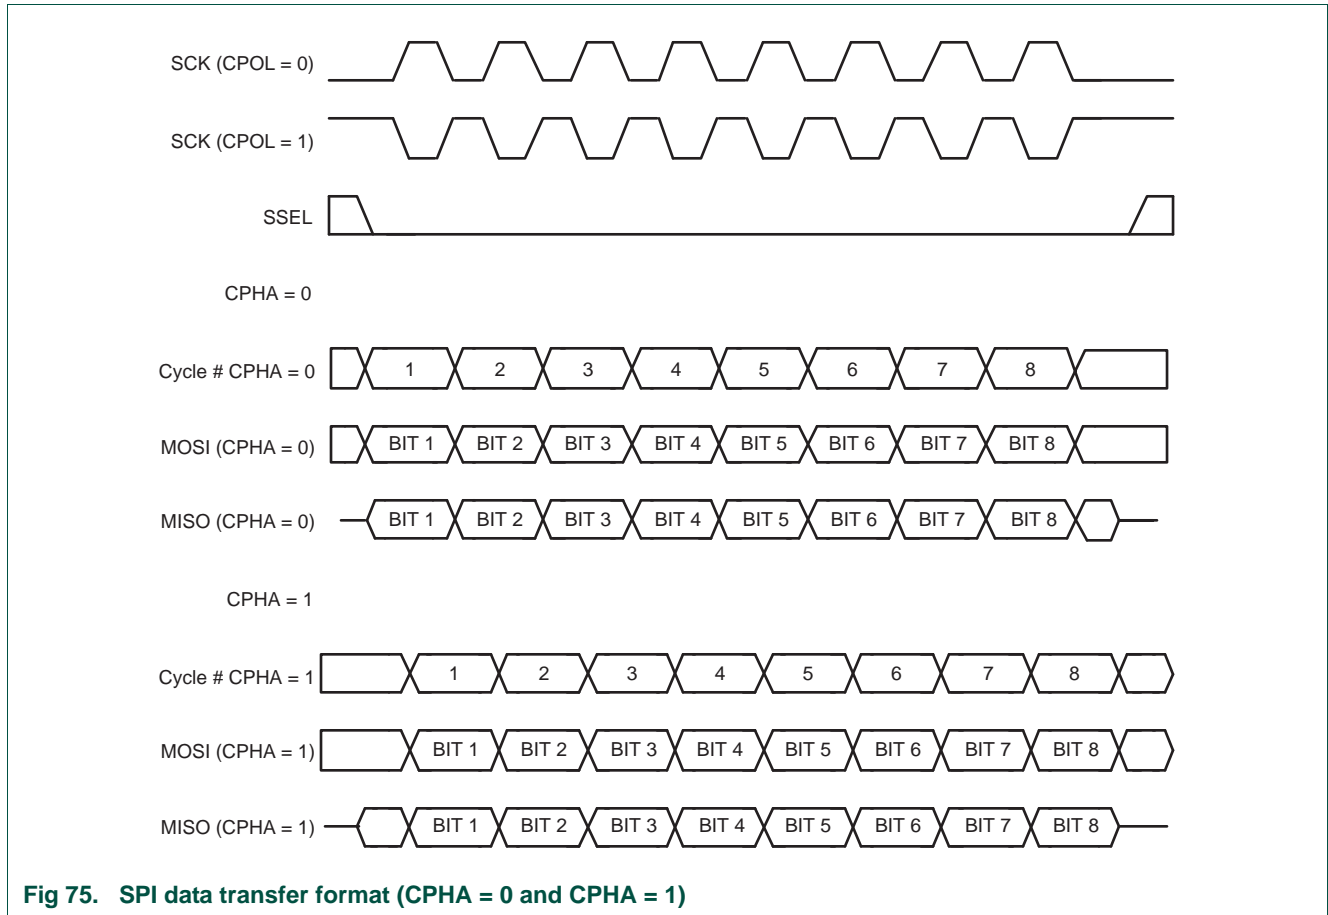 SCK (CPOL = 0)
SCK (CPOL = 1)
SSEL
CPHA = 0
Cycle # CPHA = 0 1 2 3 4 5 6 7 8
MOSI (CPHA = 0) BIT 1 BIT 2 BIT 3 BIT 4 BIT 5 BIT 6 BIT 7 BIT 8
MISO (CPHA = 0) BIT 1 BIT 2 BIT 3 BIT 4 BIT 5 BIT 6 BIT 7 BIT 8
CPHA = 1
Cycle # CPHA = 1 1 2 3 4 5 6 7 8
MOSI (CPHA = 1) BIT 1 BIT 2 BIT 3 BIT 4 BIT 5 BIT 6 BIT 7 BIT 8
MISO (CPHA = 1) BIT 1 BIT 2 BIT 3 BIT 4 BIT 5 BIT 6 BIT 7 BIT 8
Fig 75. SPI data transfer format (CPHA = 0 and CPHA = 1)